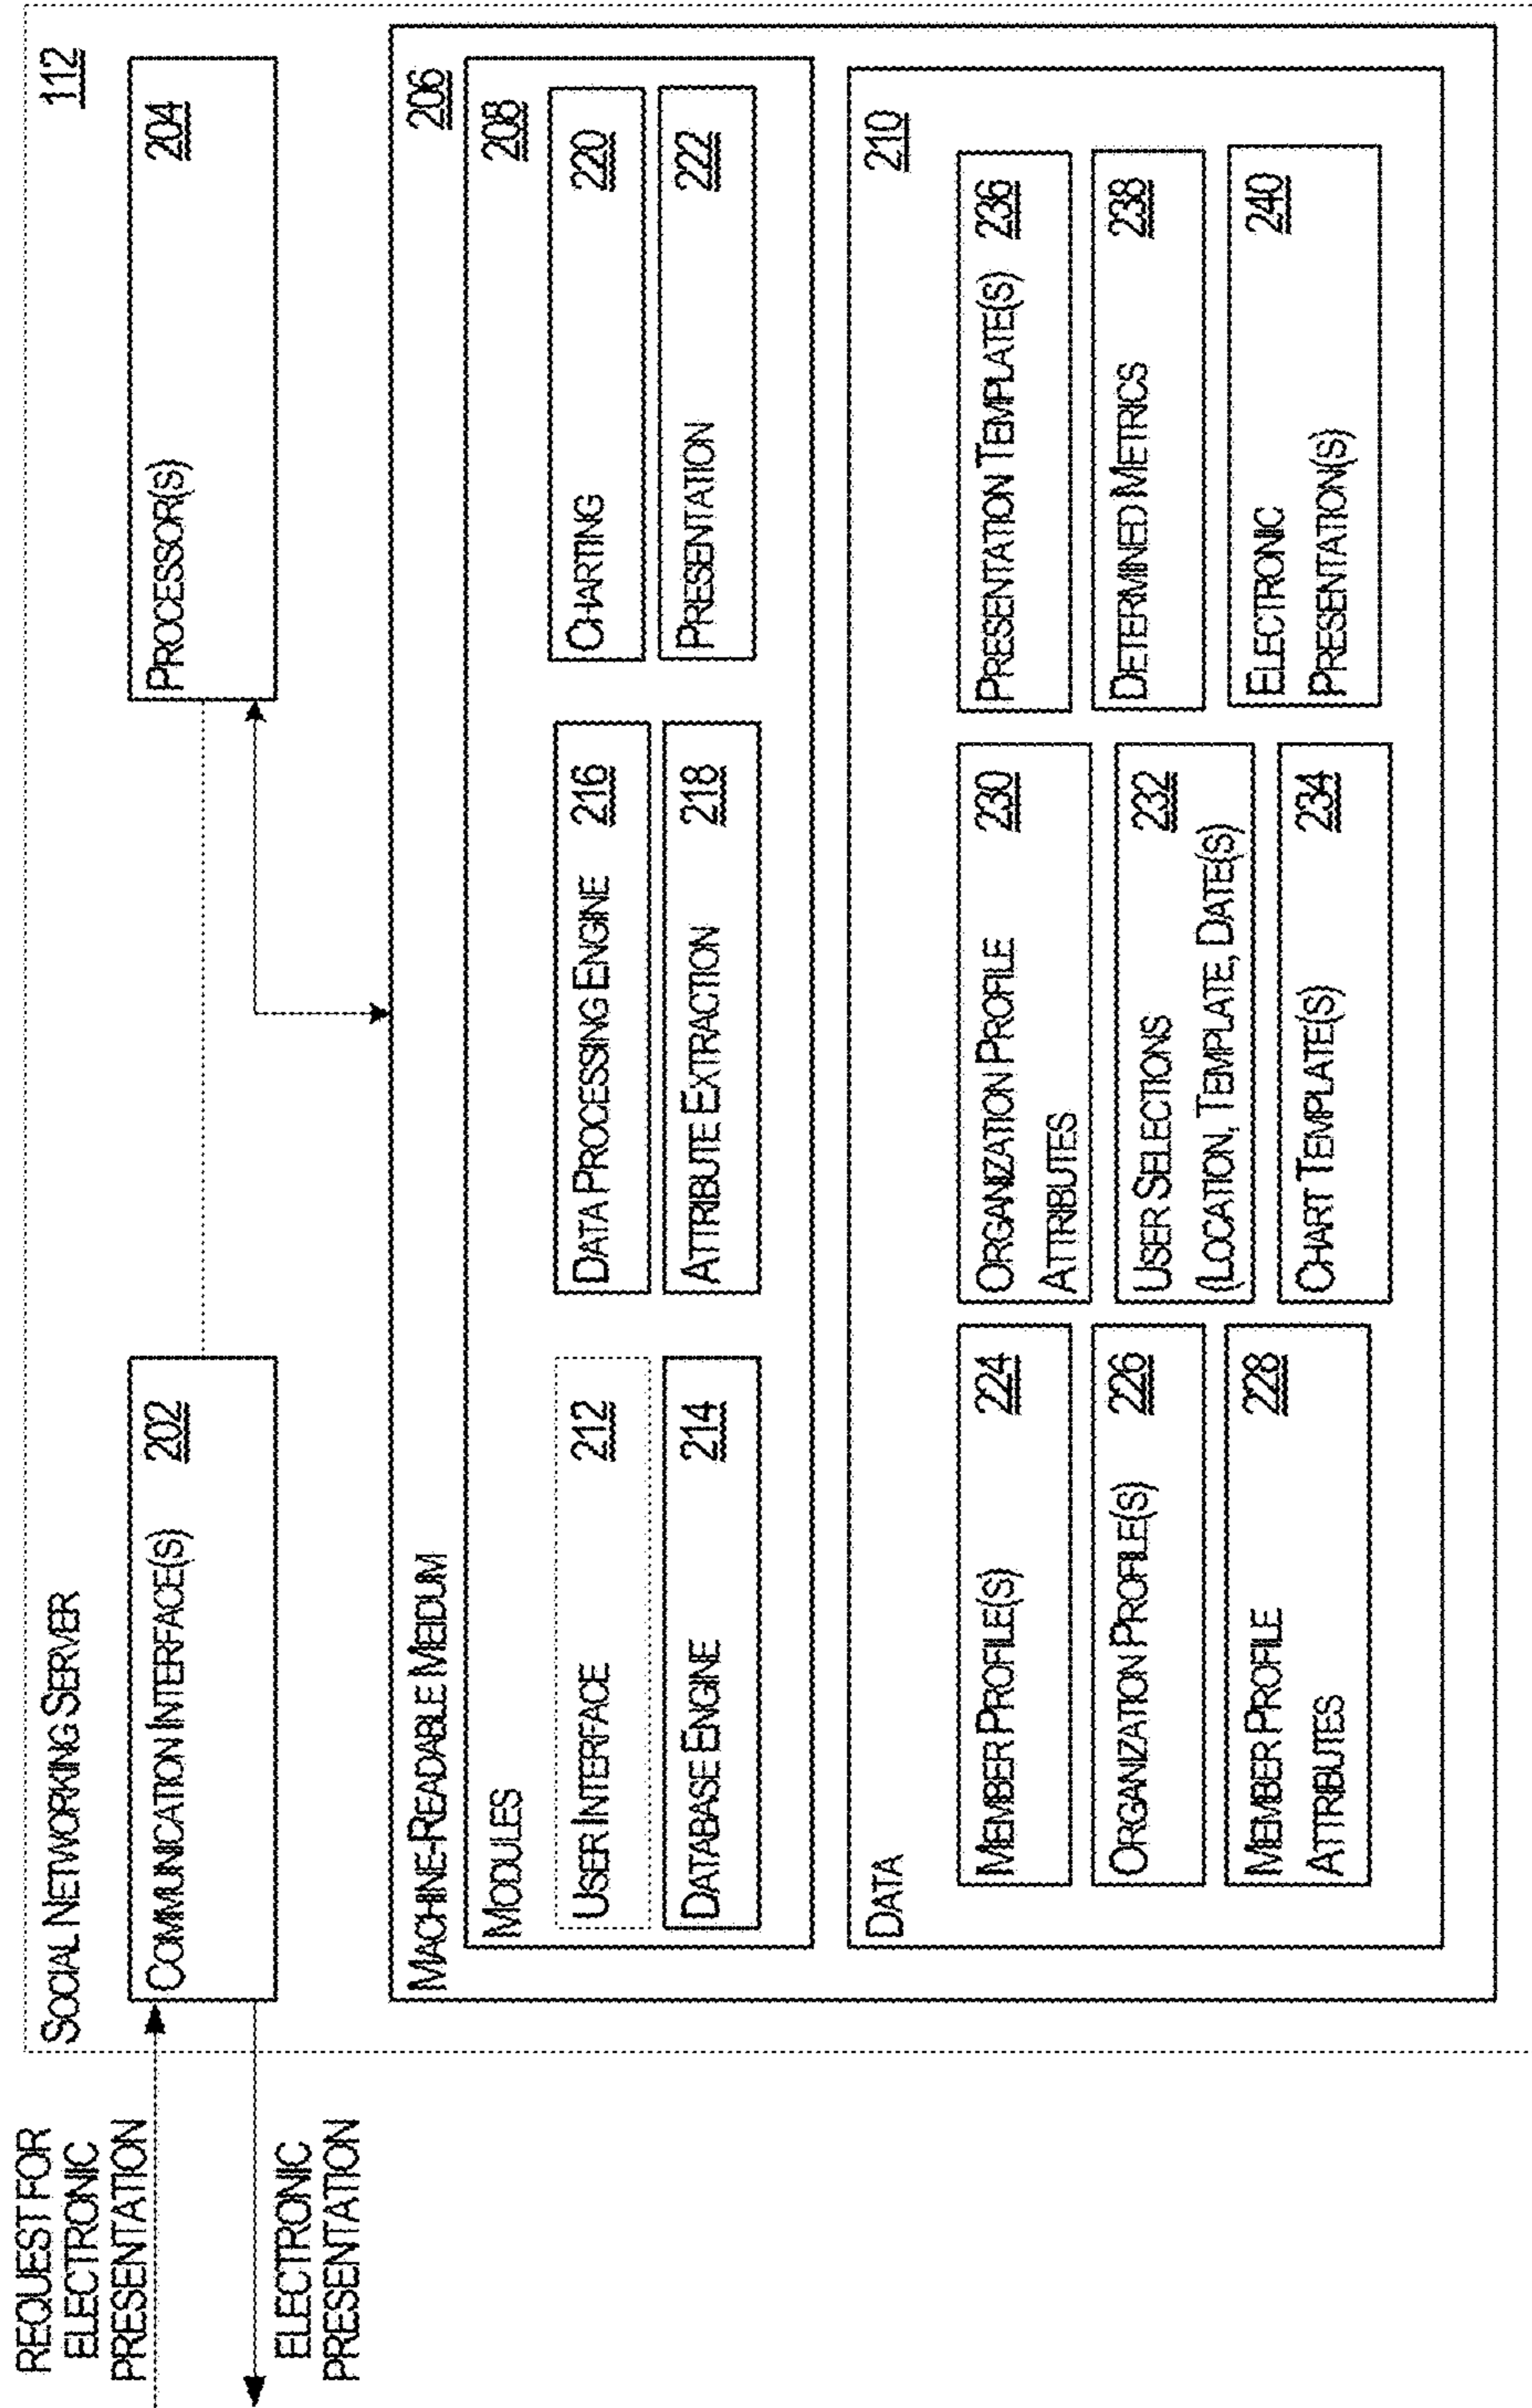 REQUEST FOR
ELECTRONIC
PRESENTATION
ELECTRONIC
PRESENTATION
SOCIAL NETWORKING SERVER 112
COMMUNICATION INTERFACE(S) 202
PROCESSOR(S) 204
MACHINE-READABLE MEIDUM 206
MODULES 208
USER INTERFACE 212
DATABASE ENGINE 214
DATA PROCESSING ENGINE 216
ATTRIBUTE EXTRACTION 218
CHARTING 220
PRESENTATION 222
DATA 210
MEMBER PROFILE(S) 224
ORGANIZATION PROFILE(S) 226
MEMBER PROFILE 228
ATTRIBUTES
ORGANIZATION PROFILE 230
ATTRIBUTES
USER SELECTIONS 232
(LOCATION, TEMPLATE, DATE(S)
CHART TEMPLATE(S) 234
PRESENTATION TEMPLATE(S) 236
DETERMINED METRICS 238
ELECTRONIC 240
PRESENTATION(S)